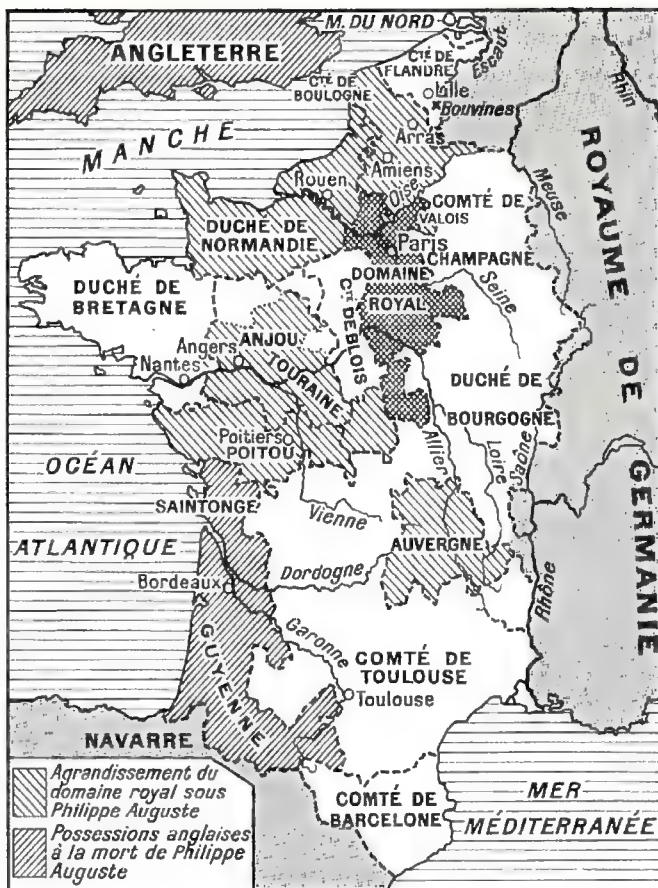 M. DU NORD
ANGLETERRE
CTÉ DE
FLANDRE
Escaut
Rhin
CTÉ DE
BOULOGNE
Lille
Bouvines
MANCHE
Arras
Amiens
Rouen
Oise
COMTÉ DE
VALOIS
Meuse
ROYAUME DE GERMANIE
DUCHÉ DE
NORMANDIE
Paris
CHAMPAGNE
DOMAINE
ROYAL
Seine
DUCHÉ DE
BRETAGNE
CTÉ DE BLOIS
ANJOU
Angers
Nantes
TOURAINE
DUCHÉ DE
BOURGOGNE
Poitiers
POITOU
Allier
Loire
Saône
OCÉAN
ATLANTIQUE
SAINTONGE
Vienne
AUVERGNE
Bordeaux
Dordogne
Rhône
Garonne
GUYENNE
COMTÉ DE
TOULOUSE
Toulouse
NAVARRE
COMTÉ DE
BARCELONE
MER
MÉDITERRANÉE
Agrandissement du
domaine royal sous
Philippe Auguste
Possessions anglaises
à la mort de Philippe
Auguste